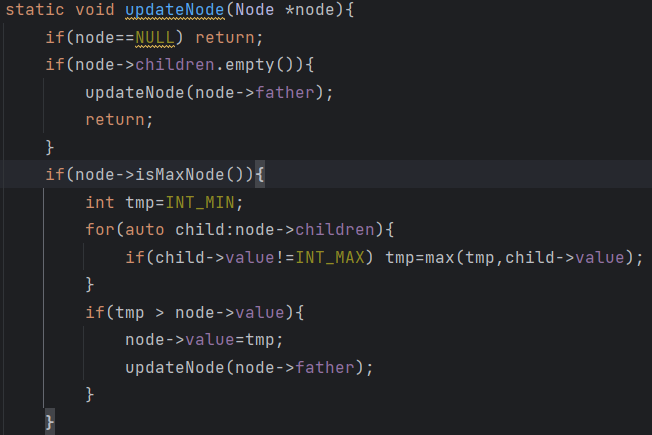 static void updateNode(Node *node){
    if(node==NULL) return;
    if(node->children.empty()){
        updateNode(node->father);
        return;
    }
    if(node->isMaxNode()){
        int tmp=INT_MIN;
        for(auto child:node->children){
            if(child->value!=INT_MAX) tmp=max(tmp,child->value);
        }
        if(tmp > node->value){
            node->value=tmp;
            updateNode(node->father);
        }
    }